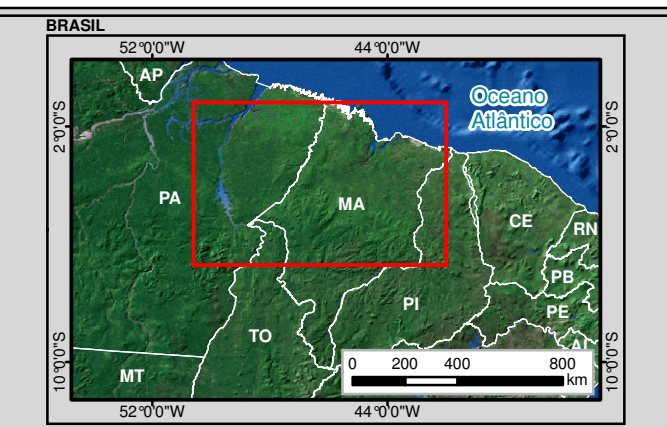 BRASIL
52°0'0"W 44°0'0"W
AP
Oceano
Atlântico
2°0'0"S 2°0'0"S
PA
MA
CE
RN
PB
PI
PE
TO
AL
10°0'0"S 10°0'0"S
MT
0 200 400 800
km
52°0'0"W 44°0'0"W